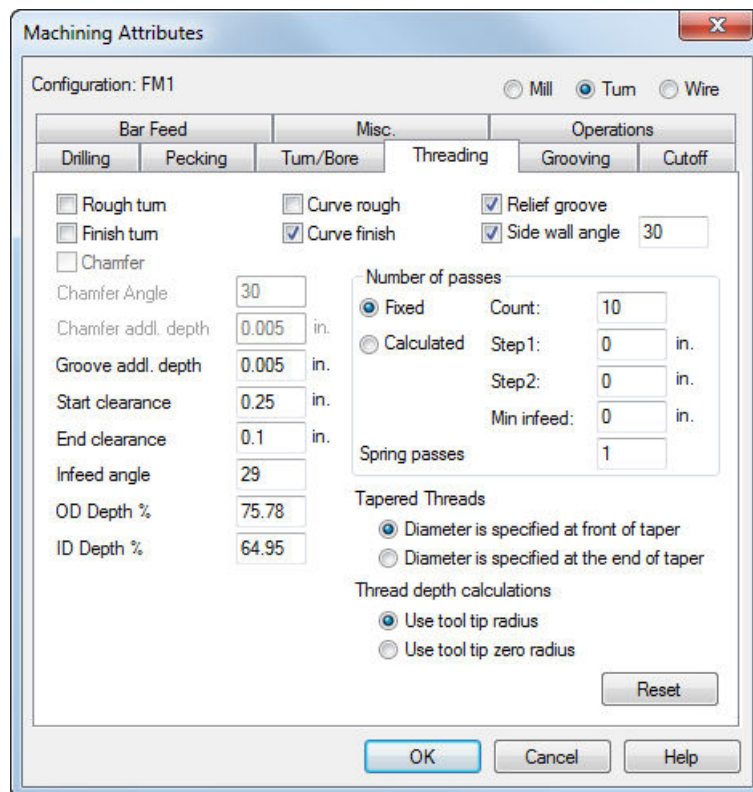 Machining Attributes
Configuration: FM1 Mill Turn Wire
Bar Feed Misc. Operations
Drilling Pecking Turn/Bore Threading Grooving Cutoff
Rough turn Curve rough Relief groove
Finish turn Curve finish Side wall angle 30
Chamfer
Number of passes
Chamfer Angle 30
Fixed Count: 10
Chamfer addl. depth 0.005 in.
Calculated Step1: 0 in.
Groove addl. depth 0.005 in.
Step2: 0 in.
Start clearance 0.25 in.
Min infeed: 0 in.
End clearance 0.1 in.
Spring passes 1
Infeed angle 29
OD Depth % 75.78
ID Depth % 64.95
Tapered Threads
Diameter is specified at front of taper
Diameter is specified at the end of taper
Thread depth calculations
Use tool tip radius
Use tool tip zero radius
Reset
OK Cancel Help